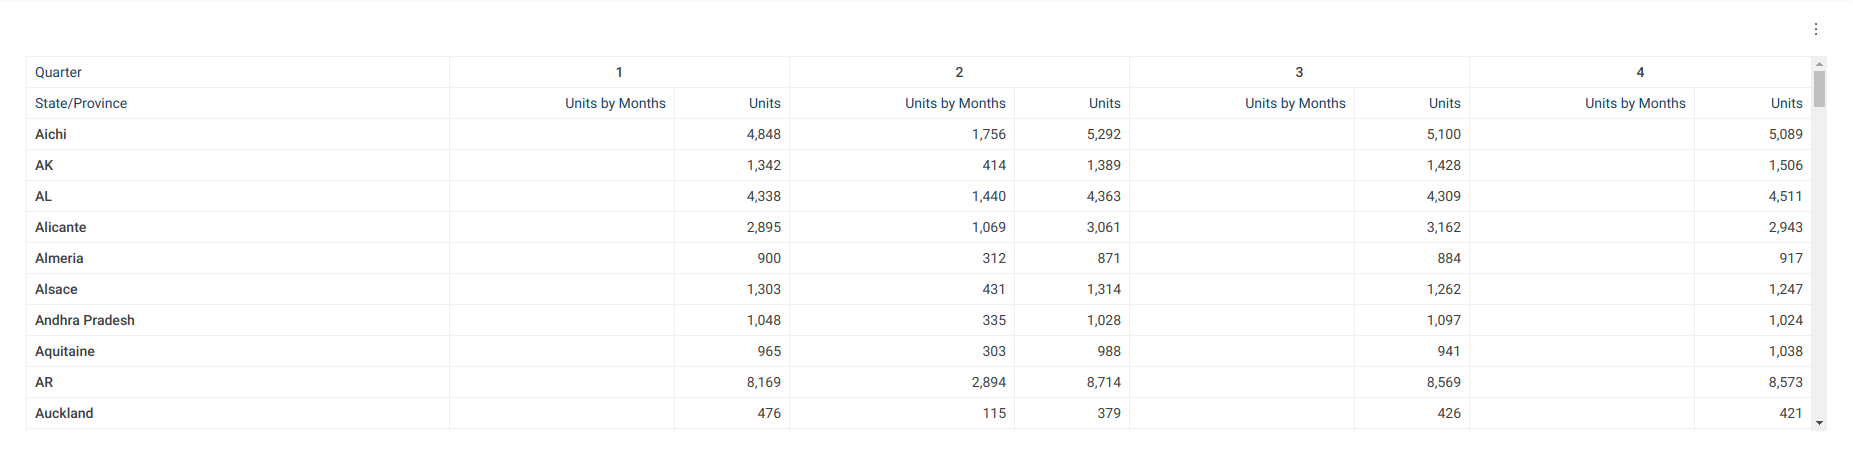 Quarter 1 2 3 4
State/Province Units by Months Units Units by Months Units Units by Months Units Units by Months Units
Aichi 4,848 1,756 5,292 5,100 5,089
AK 1,342 414 1,389 1,428 1,506
AL 4,338 1,440 4,363 4,309 4,511
Alicante 2,895 1,069 3,061 3,162 2,943
Almeria 900 312 871 884 917
Alsace 1,303 431 1,314 1,262 1,247
Andhra Pradesh 1,048 335 1,028 1,097 1,024
Aquitaine 965 303 988 941 1,038
AR 8,169 2,894 8,714 8,569 8,573
Auckland 476 115 379 426 421